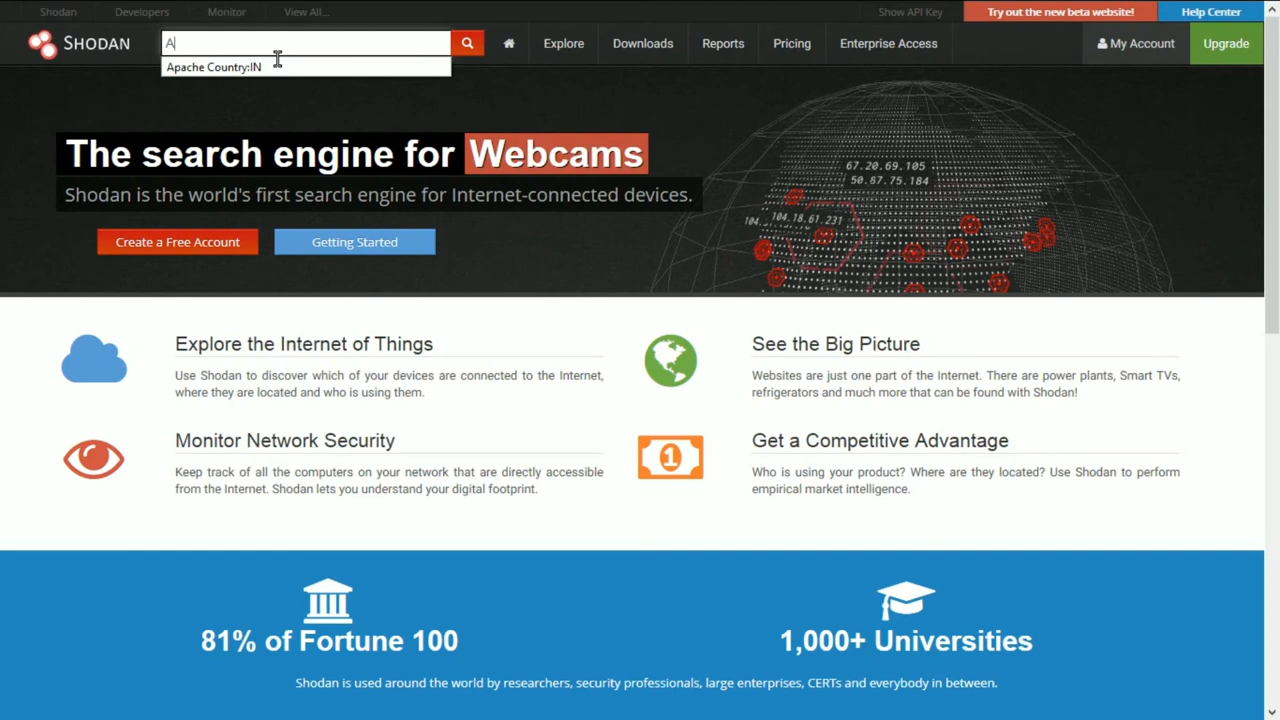 Shodan Developers Monitor View All... Show API Key Try out the new beta website! Help Center
SHODAN A Explore Downloads Reports Pricing Enterprise Access My Account Upgrade
Apache Country:IN
The search engine for Webcams
Shodan is the world's first search engine for Internet-connected devices.
Create a Free Account Getting Started
67.20.69.105
50.87.75.184
104. 104.18.61.231
Explore the Internet of Things
Use Shodan to discover which of your devices are connected to the Internet,
where they are located and who is using them.
See the Big Picture
Websites are just one part of the Internet. There are power plants, Smart TVs,
refrigerators and much more that can be found with Shodan!
Monitor Network Security
Keep track of all the computers on your network that are directly accessible
from the Internet. Shodan lets you understand your digital footprint.
1
Get a Competitive Advantage
Who is using your product? Where are they located? Use Shodan to perform
empirical market intelligence.
81% of Fortune 100
1,000+ Universities
Shodan is used around the world by researchers, security professionals, large enterprises, CERTs and everybody in between.